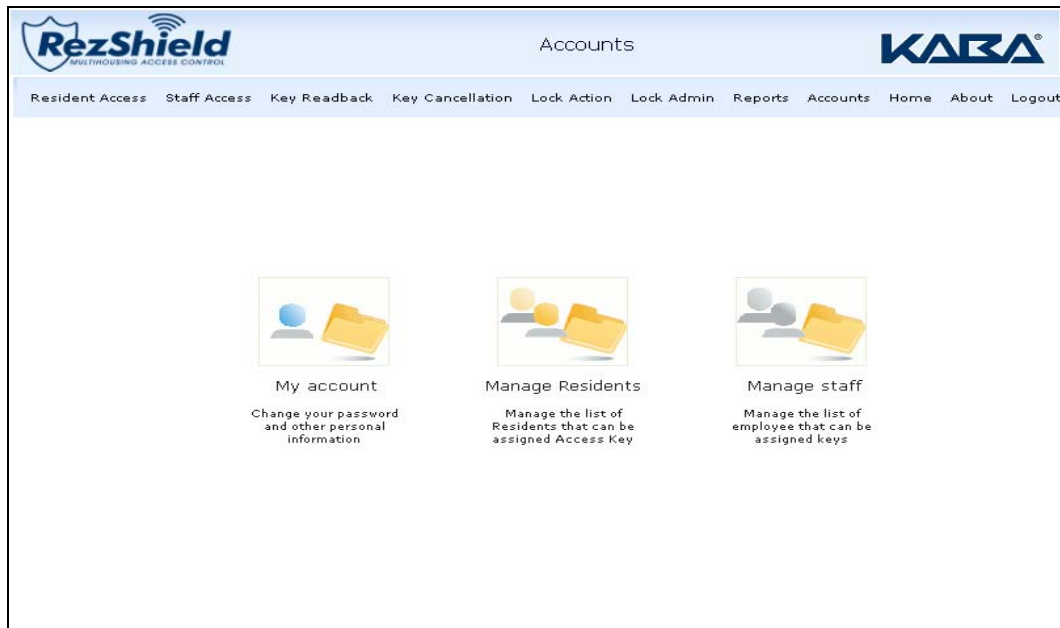 RezShield
MULTIHOUSING ACCESS CONTROL
Accounts
KABA®
Resident Access Staff Access Key Readback Key Cancellation Lock Action Lock Admin Reports Accounts Home About Logout
My account
Change your password
and other personal
information
Manage Residents
Manage the list of
Residents that can be
assigned Access Key
Manage staff
Manage the list of
employee that can be
assigned keys